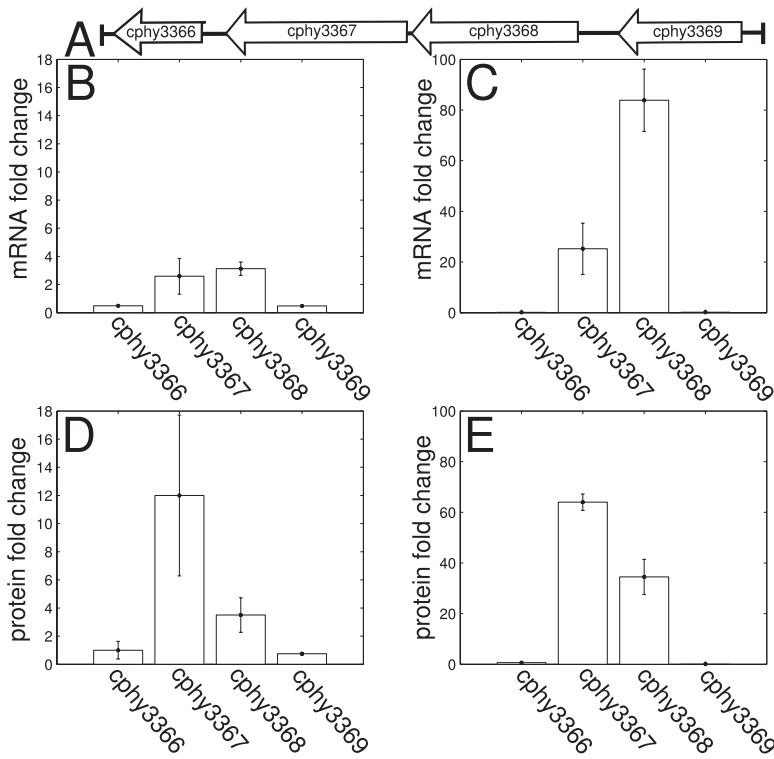 A
cphy3366
cphy3367
cphy3368
cphy3369
B
mRNA fold change
18
16
14
12
10
8
6
4
2
0
cphy3366
cphy3367
cphy3368
cphy3369
C
mRNA fold change
100
80
60
40
20
0
cphy3366
cphy3367
cphy3368
cphy3369
D
protein fold change
18
16
14
12
10
8
6
4
2
0
cphy3366
cphy3367
cphy3368
cphy3369
E
protein fold change
100
80
60
40
20
0
cphy3366
cphy3367
cphy3368
cphy3369